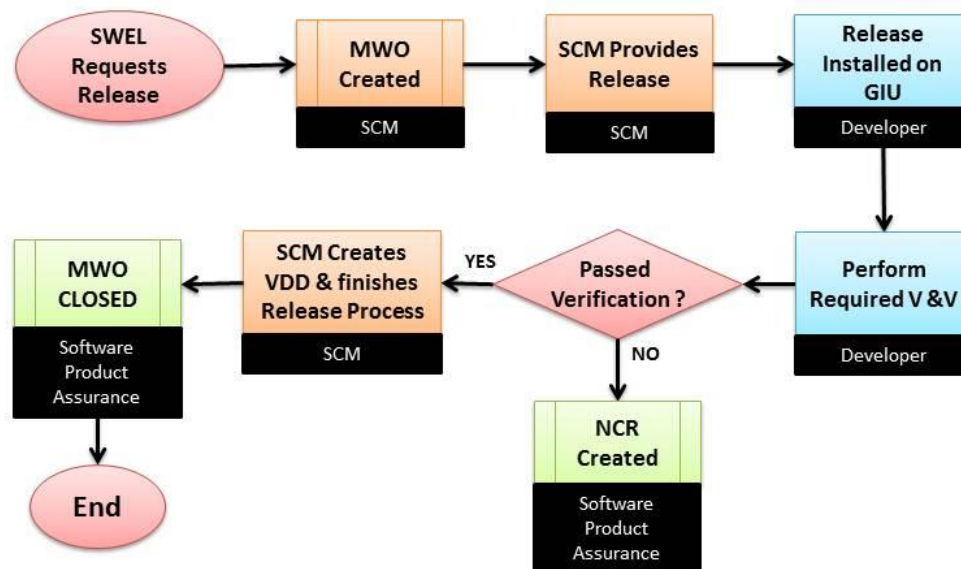 SWEL
Requests
Release
MWO
Created
SCM
SCM Provides
Release
SCM
Release
Installed on
GIU
Developer
Perform
Required V &V
Developer
Passed
Verification ?
YES
NO
SCM Creates
VDD & finishes
Release Process
SCM
MWO
CLOSED
Software
Product
Assurance
End
NCR
Created
Software
Product
Assurance